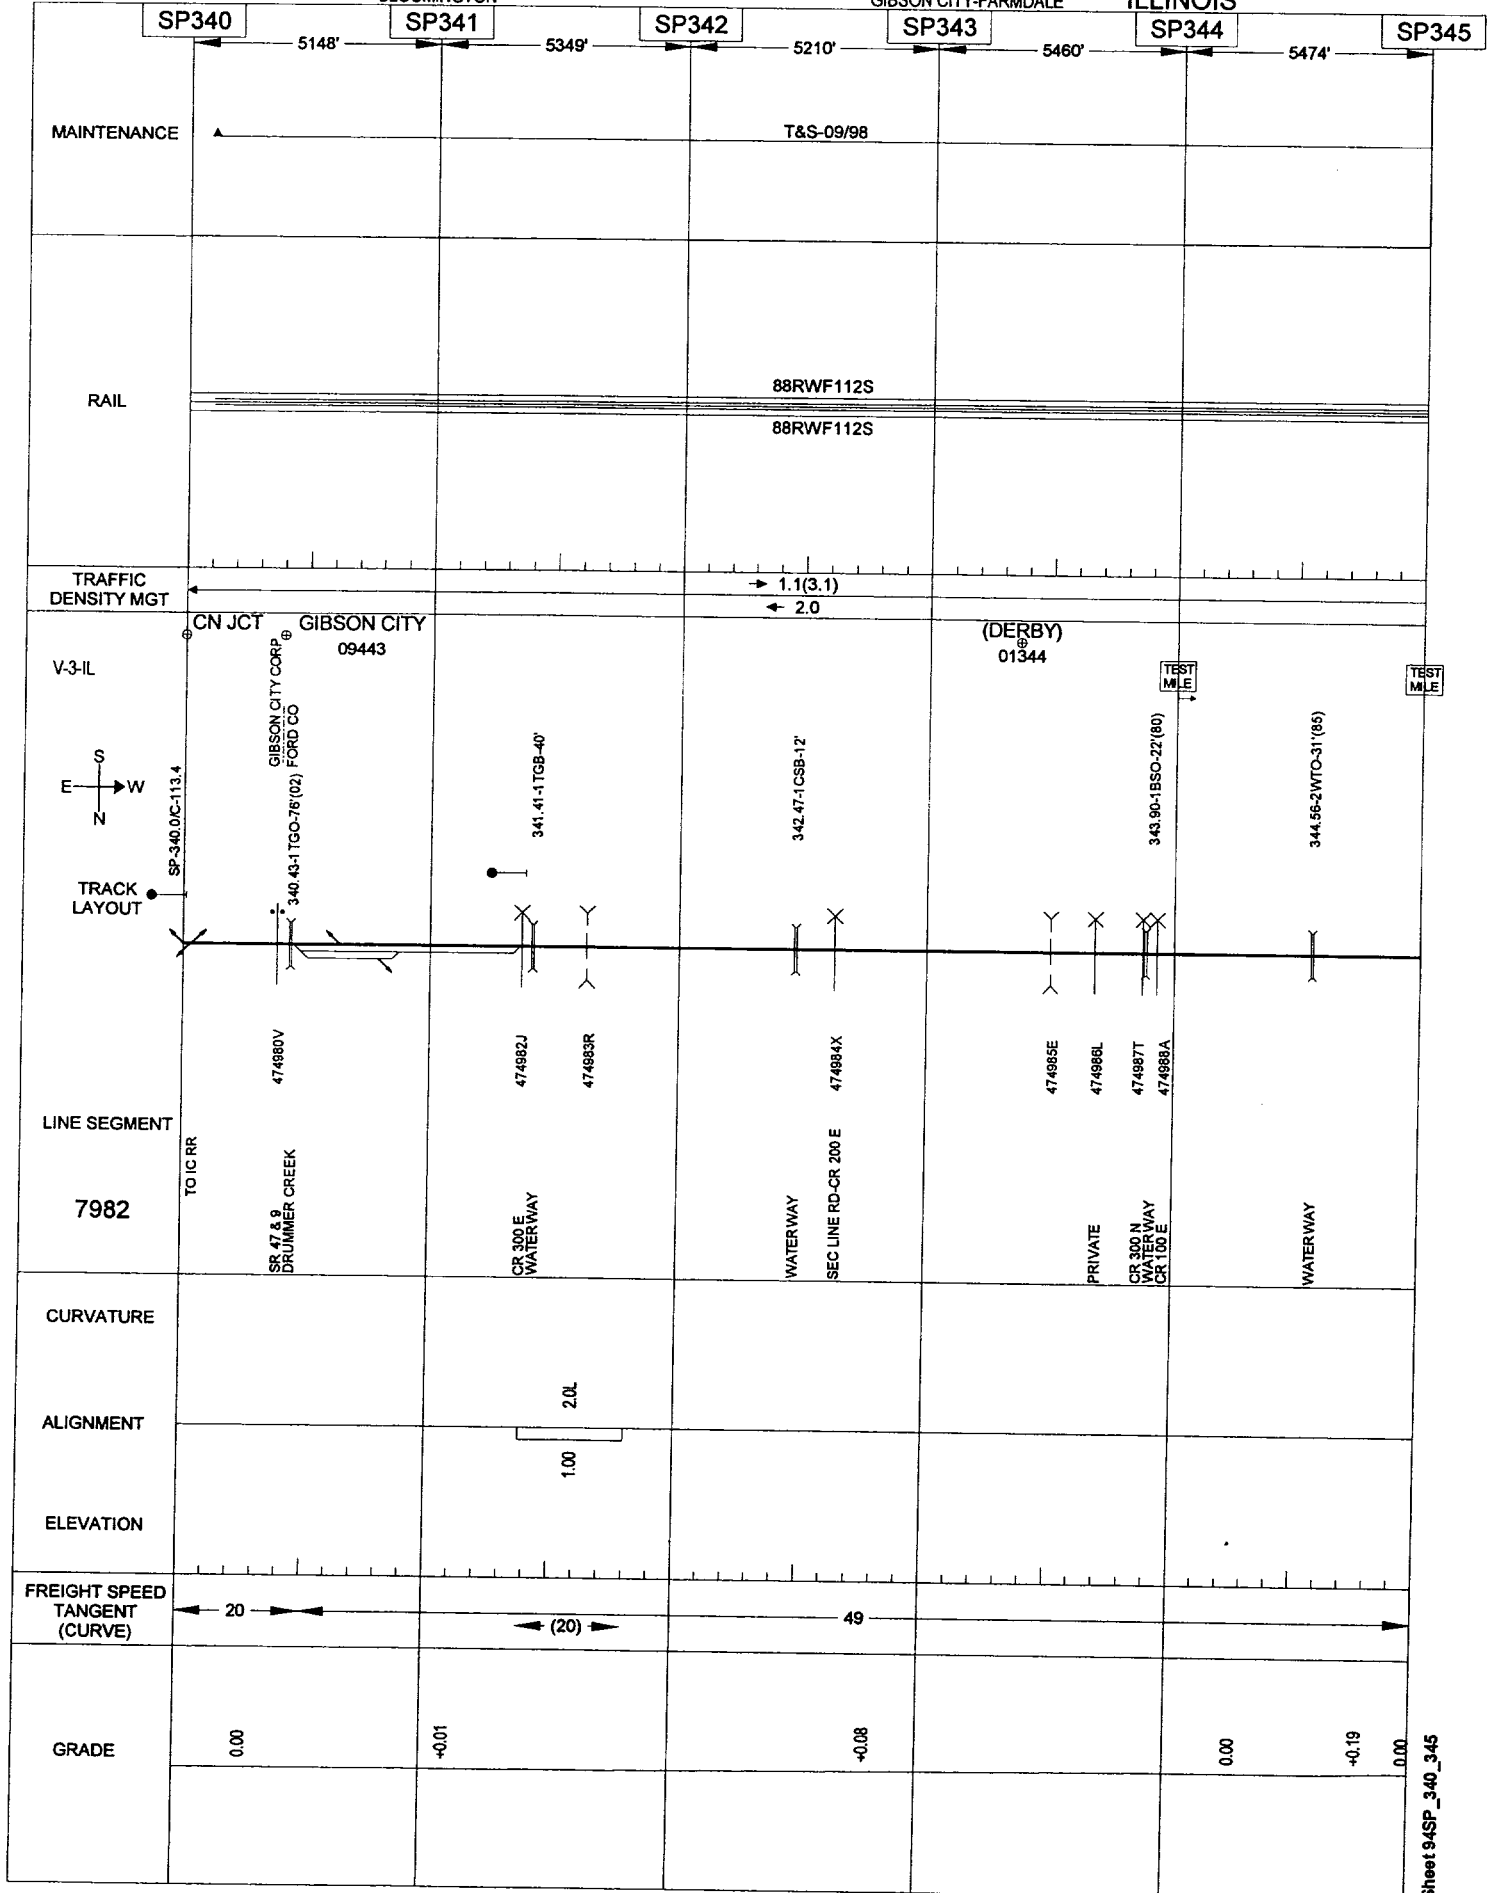 GIBSON CITY-FARMDALE
ILLINOIS
SP340
SP341
SP342
SP343
SP344
SP345
5148'
5349'
5210'
5460'
5474'
MAINTENANCE
T&S-09/98
RAIL
88RWF112S
88RWF112S
TRAFFIC
DENSITY MGT
1.1(3.1)
2.0
CN JCT
GIBSON CITY
09443
(DERBY)
01344
V-3-IL
TEST
MILE
TEST
MILE
S
E
W
N
SP-340.0/C-113.4
GIBSON CITY CORP
FORD CO
340.43-1TGO-76'(02)
341.41-1TGB-40'
342.47-1CSB-12'
343.90-1BSO-22'(80)
344.56-2WTO-31'(85)
TRACK
LAYOUT
474980V
474982J
474983R
474984X
474985E
474986L
474987T
474988A
LINE SEGMENT
7982
TO IC RR
SR 47 & 9
DRUMMER CREEK
CR 300 E
WATERWAY
WATERWAY
SEC LINE RD-CR 200 E
PRIVATE
CR 300 N
WATERWAY
CR 100 E
WATERWAY
CURVATURE
ALIGNMENT
2.0L
1.00
ELEVATION
FREIGHT SPEED
TANGENT
(CURVE)
20
(20)
49
GRADE
0.00
+0.01
+0.08
0.00
+0.19
0.00
Sheet 94SP_340_345